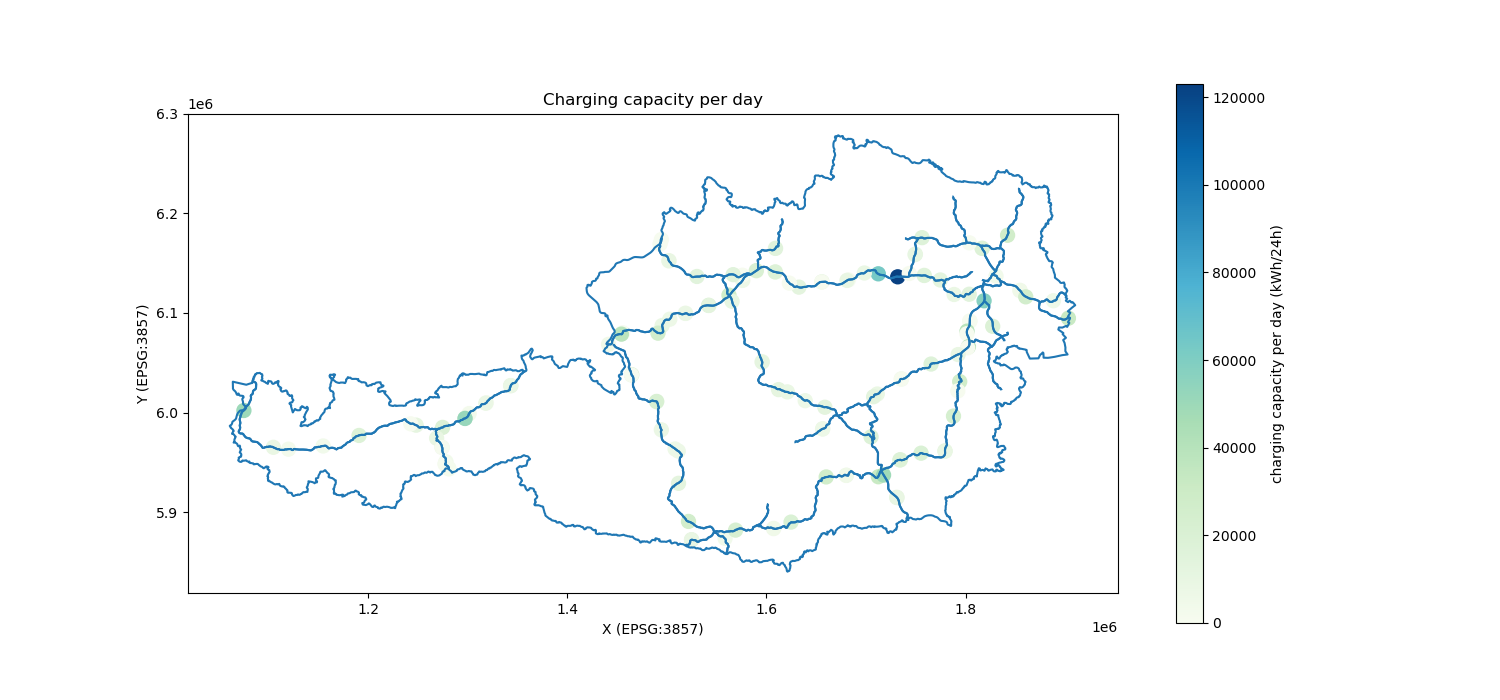 Charging capacity per day
1e6
6.3
6.2
6.1
6.0
5.9
Y (EPSG:3857)
1.2
1.4
1.6
1.8
1e6
X (EPSG:3857)
120000
100000
80000
60000
40000
20000
0
charging capacity per day (kWh/24h)